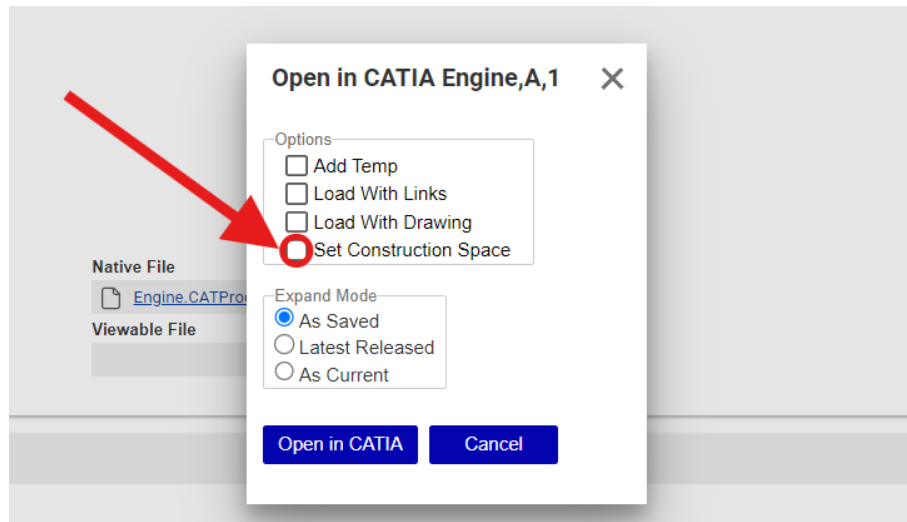 Open in CATIA Engine,A,1
Options
Add Temp
Load With Links
Load With Drawing
Set Construction Space
Native File
Engine.CATPro
Viewable File
Expand Mode
As Saved
Latest Released
As Current
Open in CATIA
Cancel